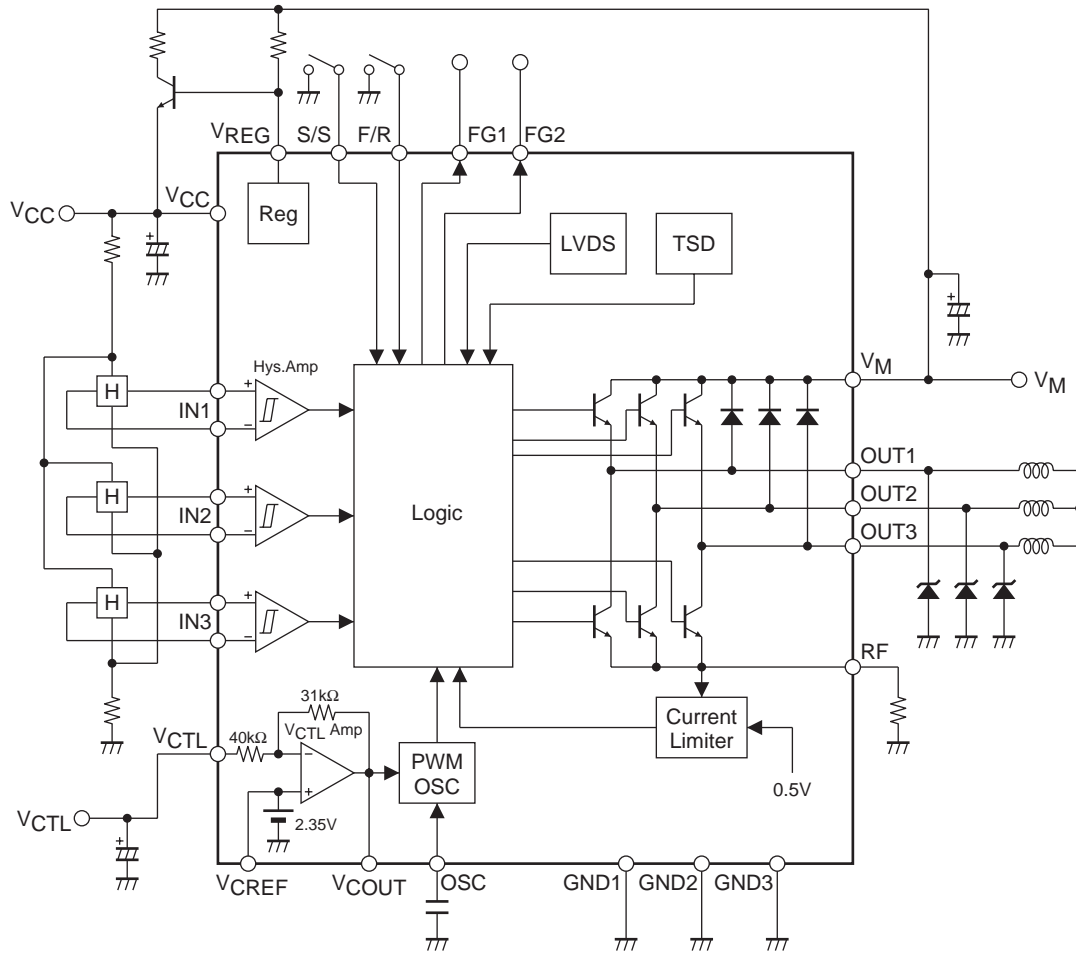 VREG S/S F/R FG1 FG2
VCC VCC
Reg LVDS TSD
+
+
Hys.Amp
VM VM
H + IN1 −
OUT1
H + IN2 −
OUT2
Logic
OUT3
H + IN3 −
RF
31kΩ
VCTL 40kΩ VCTL Amp
−
+
PWM
OSC
Current
Limiter
0.5V
2.35V
VCTL
+
VCREF VCOUT OSC GND1 GND2 GND3